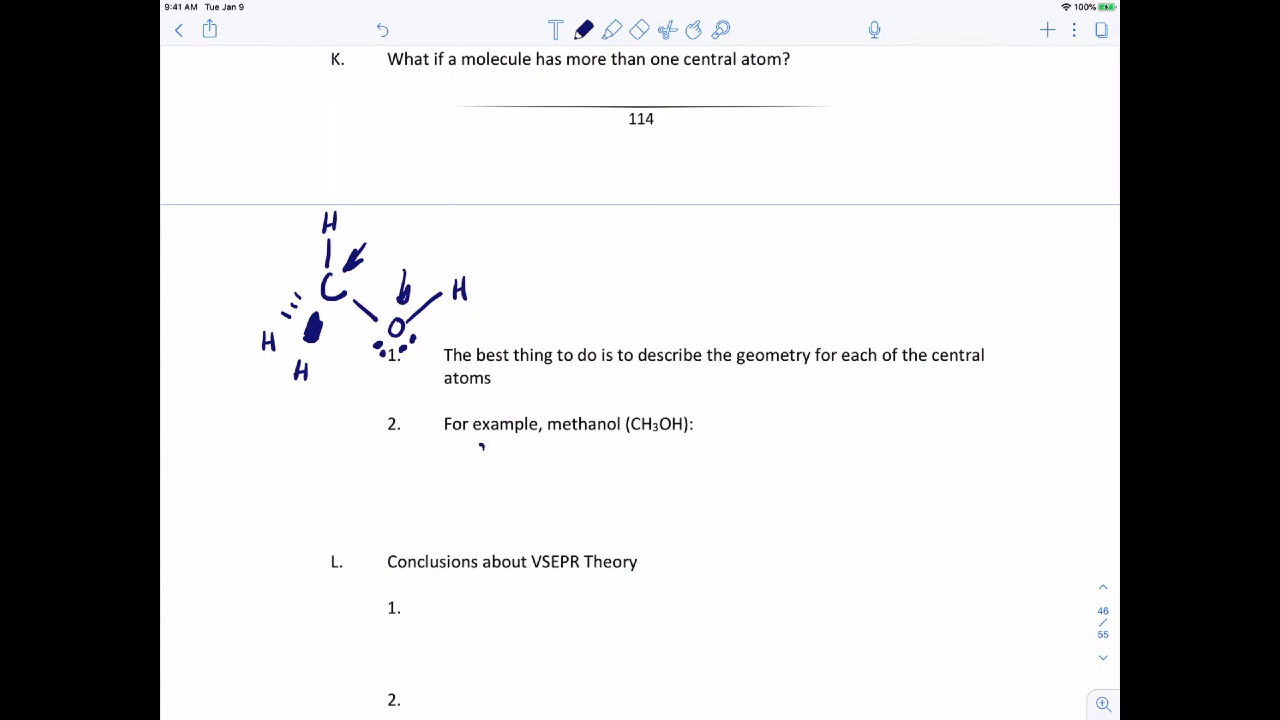 9:41 AM Tue Jan 9
100%
T
K. What if a molecule has more than one central atom?
114
H
C
H
O
H
H
1. The best thing to do is to describe the geometry for each of the central
atoms
2. For example, methanol (CH₃OH):
L. Conclusions about VSEPR Theory
1.
46
/
55
2.